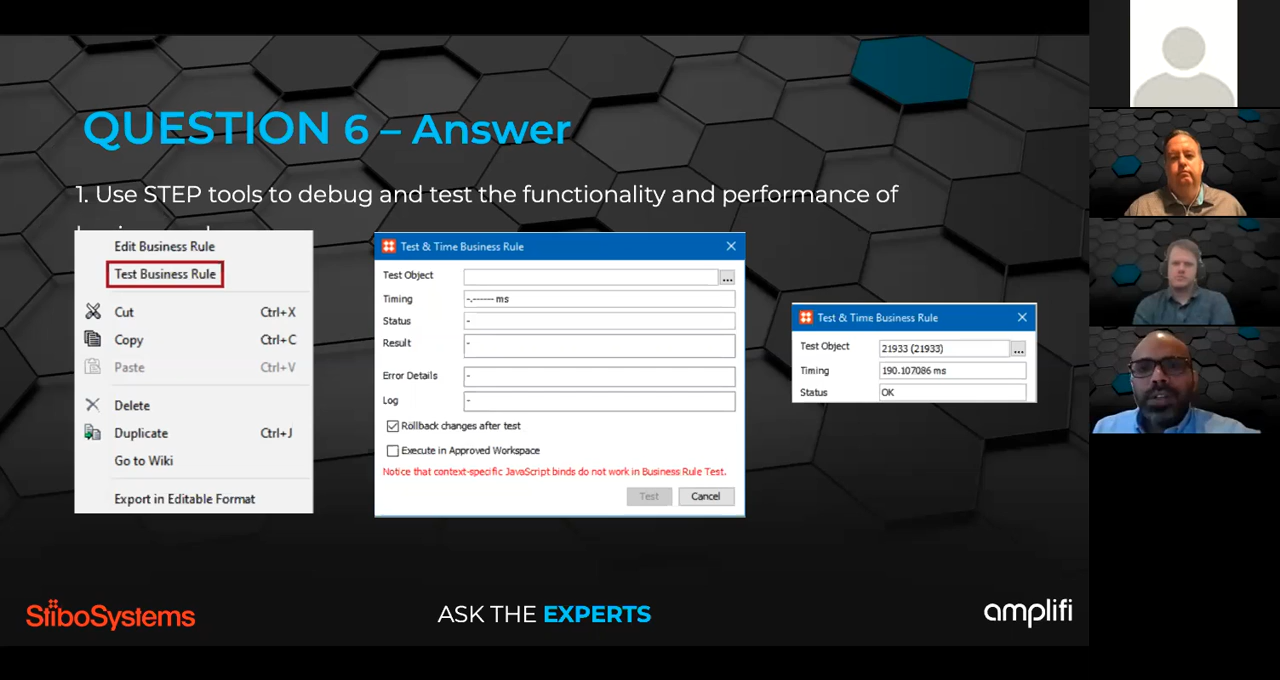 QUESTION 6 – Answer
1. Use STEP tools to debug and test the functionality and performance of
Edit Business Rule
Test Business Rule
Cut Ctrl+X
Copy Ctrl+C
Paste Ctrl+V
Delete
Duplicate Ctrl+J
Go to Wiki
Export in Editable Format
Test & Time Business Rule
Test Object ...
Timing -.------ ms
Status -
Result -
Error Details -
Log -
Rollback changes after test
Execute in Approved Workspace
Notice that context-specific JavaScript binds do not work in Business Rule Test.
Test Cancel
Test & Time Business Rule
Test Object 21933 (21933) ...
Timing 190.107086 ms
Status OK
StiboSystems
ASK THE EXPERTS
amplifi